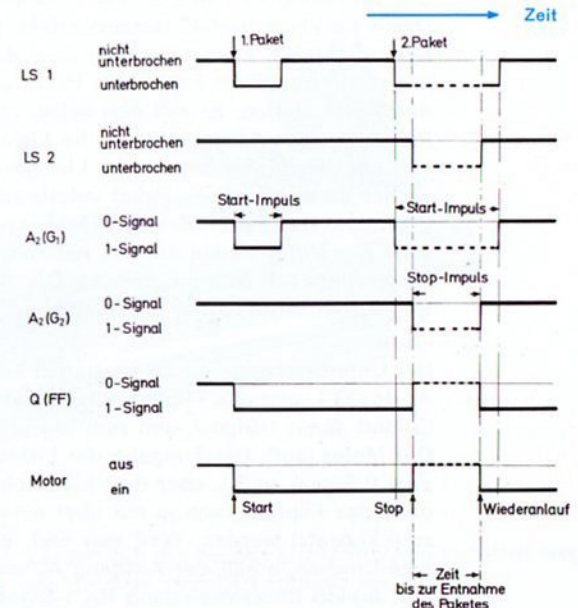 Zeit
1.Paket
2.Paket
LS 1
nicht
unterbrochen
unterbrochen
LS 2
nicht
unterbrochen
unterbrochen
Start-Impuls
Start-Impuls
A₂(G₁)
0-Signal
1-Signal
Stop-Impuls
A₂(G₂)
0-Signal
1-Signal
Q (FF)
0-Signal
1-Signal
Motor
aus
ein
Start
Stop
Wiederanlauf
Zeit
bis zur Entnahme
des Paketes